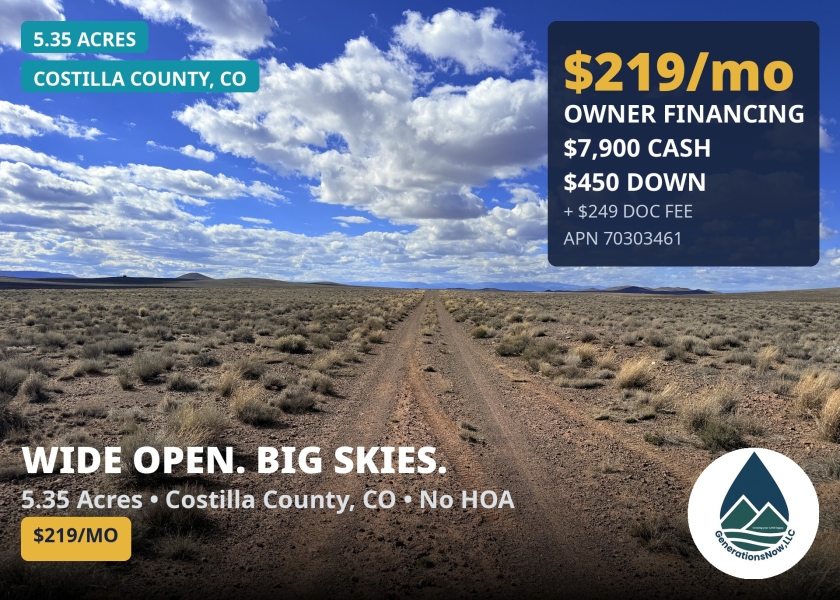 5.35 ACRES
COSTILLA COUNTY, CO
$219/mo
OWNER FINANCING
$7,900 CASH
$450 DOWN
+ $249 DOC FEE
APN 70303461
WIDE OPEN. BIG SKIES.
5.35 Acres • Costilla County, CO • No HOA
$219/MO
GenerationsNow,LLC